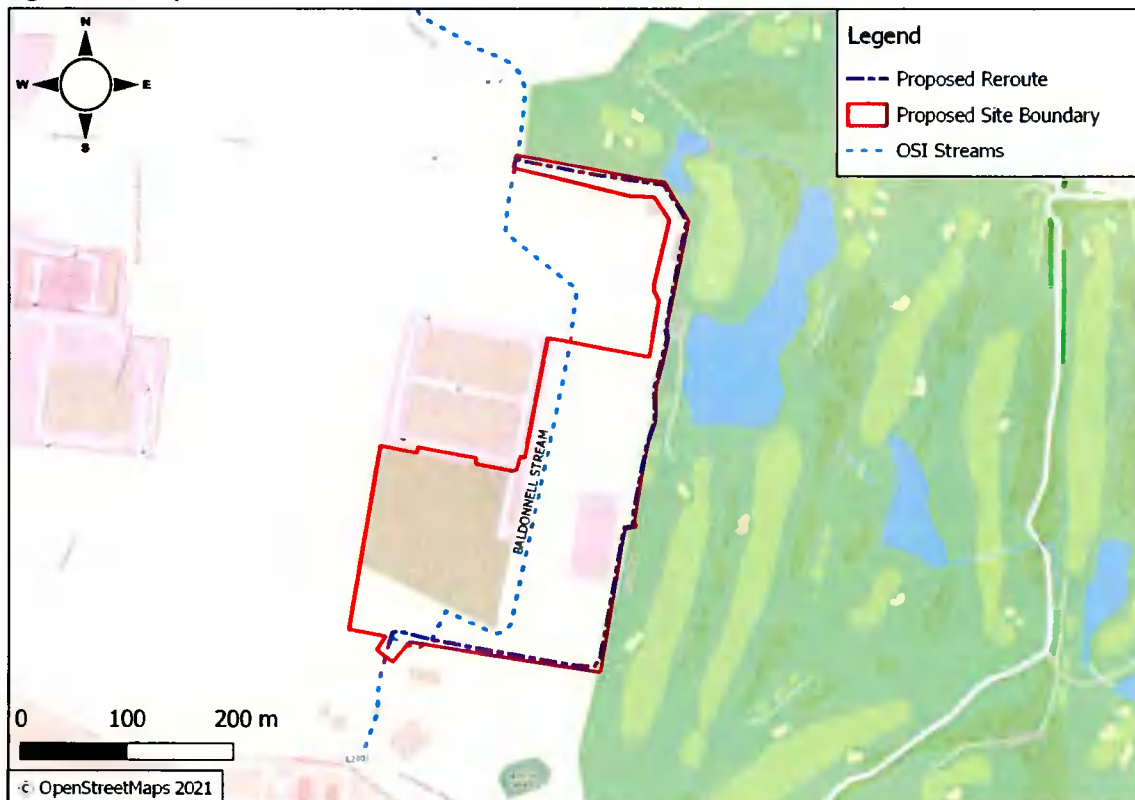 N
W E
S
Legend
Proposed Reroute
Proposed Site Boundary
OSI Streams
BALDONNELL STREAM
0 100 200 m
© OpenStreetMaps 2021